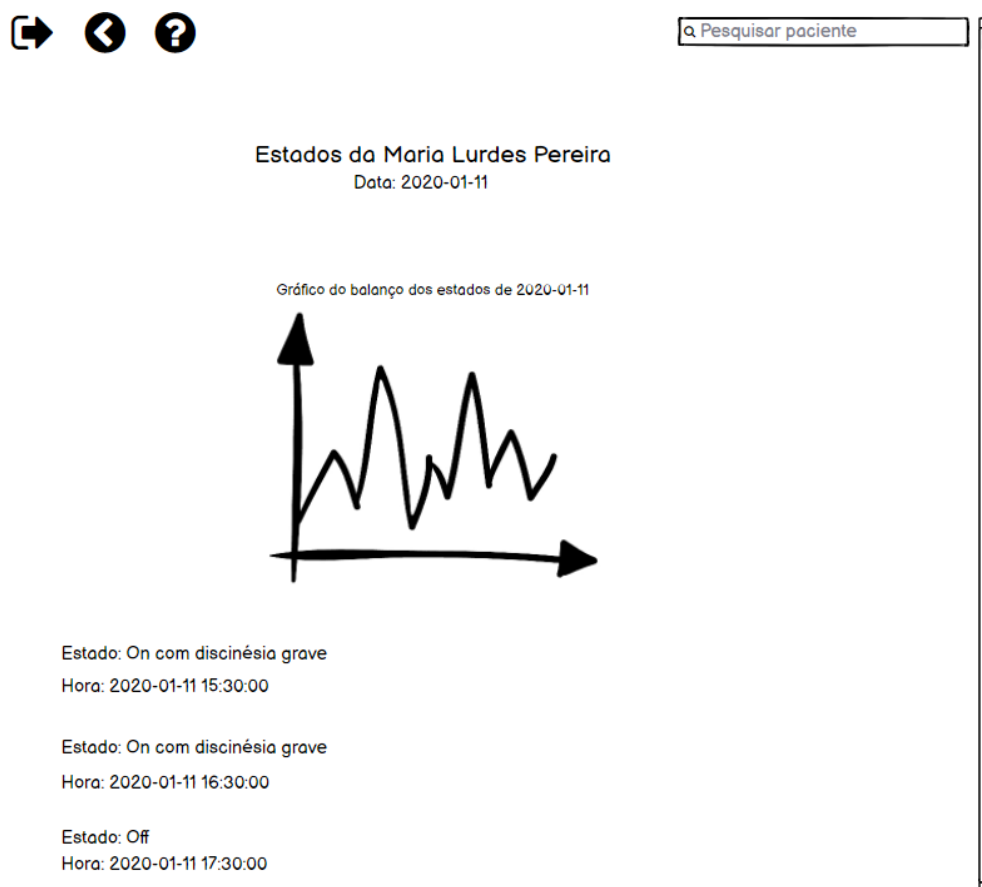 Pesquisar paciente
Estados da Maria Lurdes Pereira
Data: 2020-01-11
Gráfico do balanço dos estados de 2020-01-11
Estado: On com discinésia grave
Hora: 2020-01-11 15:30:00
Estado: On com discinésia grave
Hora: 2020-01-11 16:30:00
Estado: Off
Hora: 2020-01-11 17:30:00